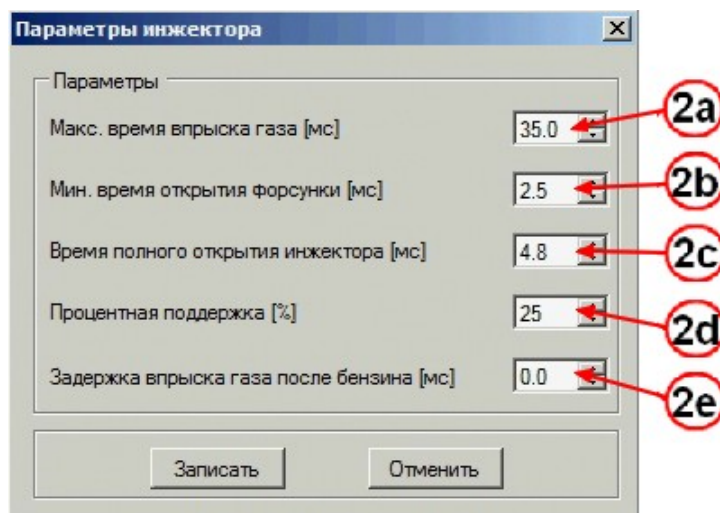 Параметры инжектора
Параметры
Макс. время впрыска газа [мс] 35.0 2a
Мин. время открытия форсунки [мс] 2.5 2b
Время полного открытия инжектора [мс] 4.8 2c
Процентная поддержка [%] 25 2d
Задержка впрыска газа после бензина [мс] 0.0 2e
Записать Отменить